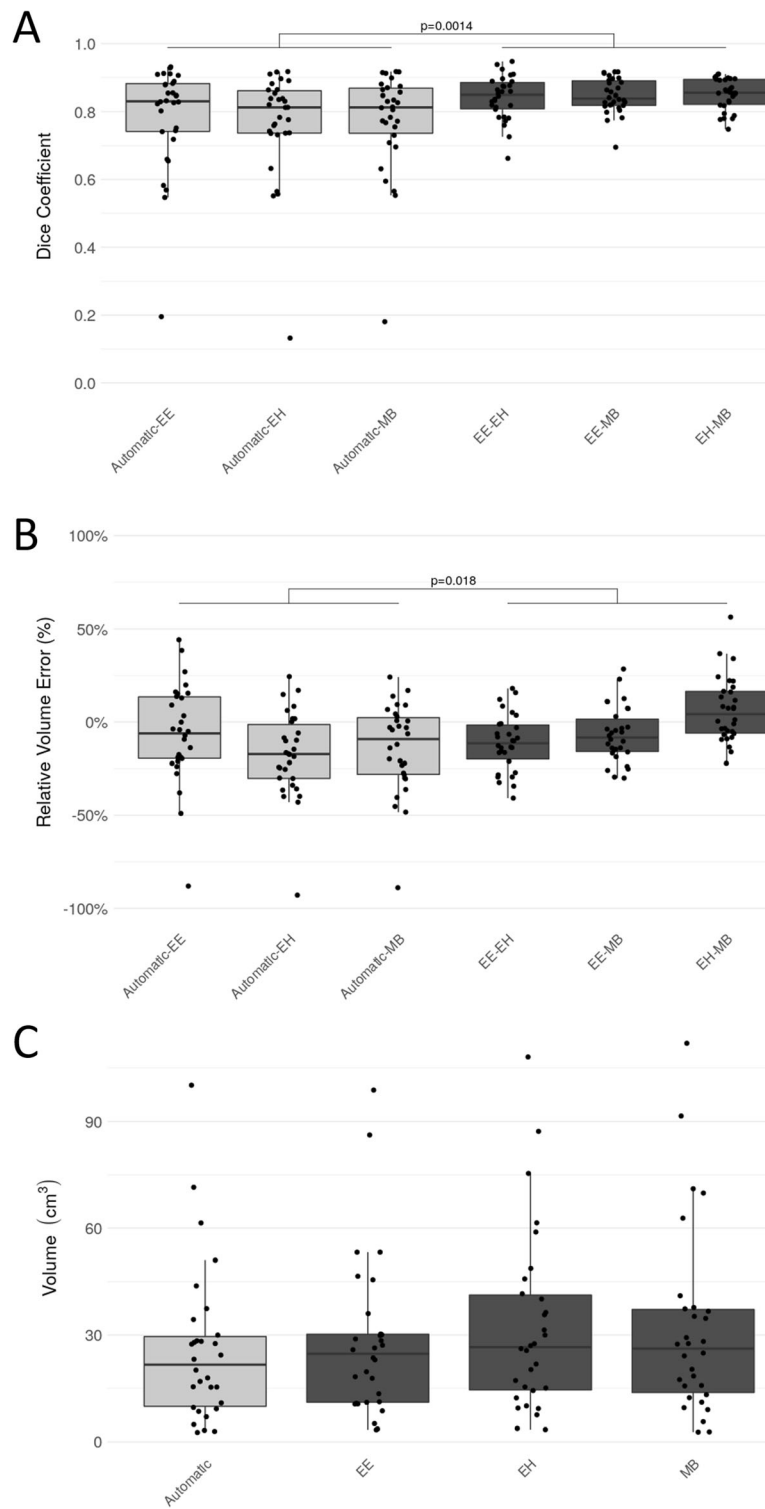 A
p=0.0014
1.0
0.8
0.6
0.4
0.2
0.0
Dice Coefficient
Automatic-EE
Automatic-EH
Automatic-MB
EE-EH
EE-MB
EH-MB
B
100%
p=0.018
50%
0%
-50%
-100%
Relative Volume Error (%)
Automatic-EE
Automatic-EH
Automatic-MB
EE-EH
EE-MB
EH-MB
C
90
60
30
0
Volume (cm³)
Automatic
EE
EH
MB